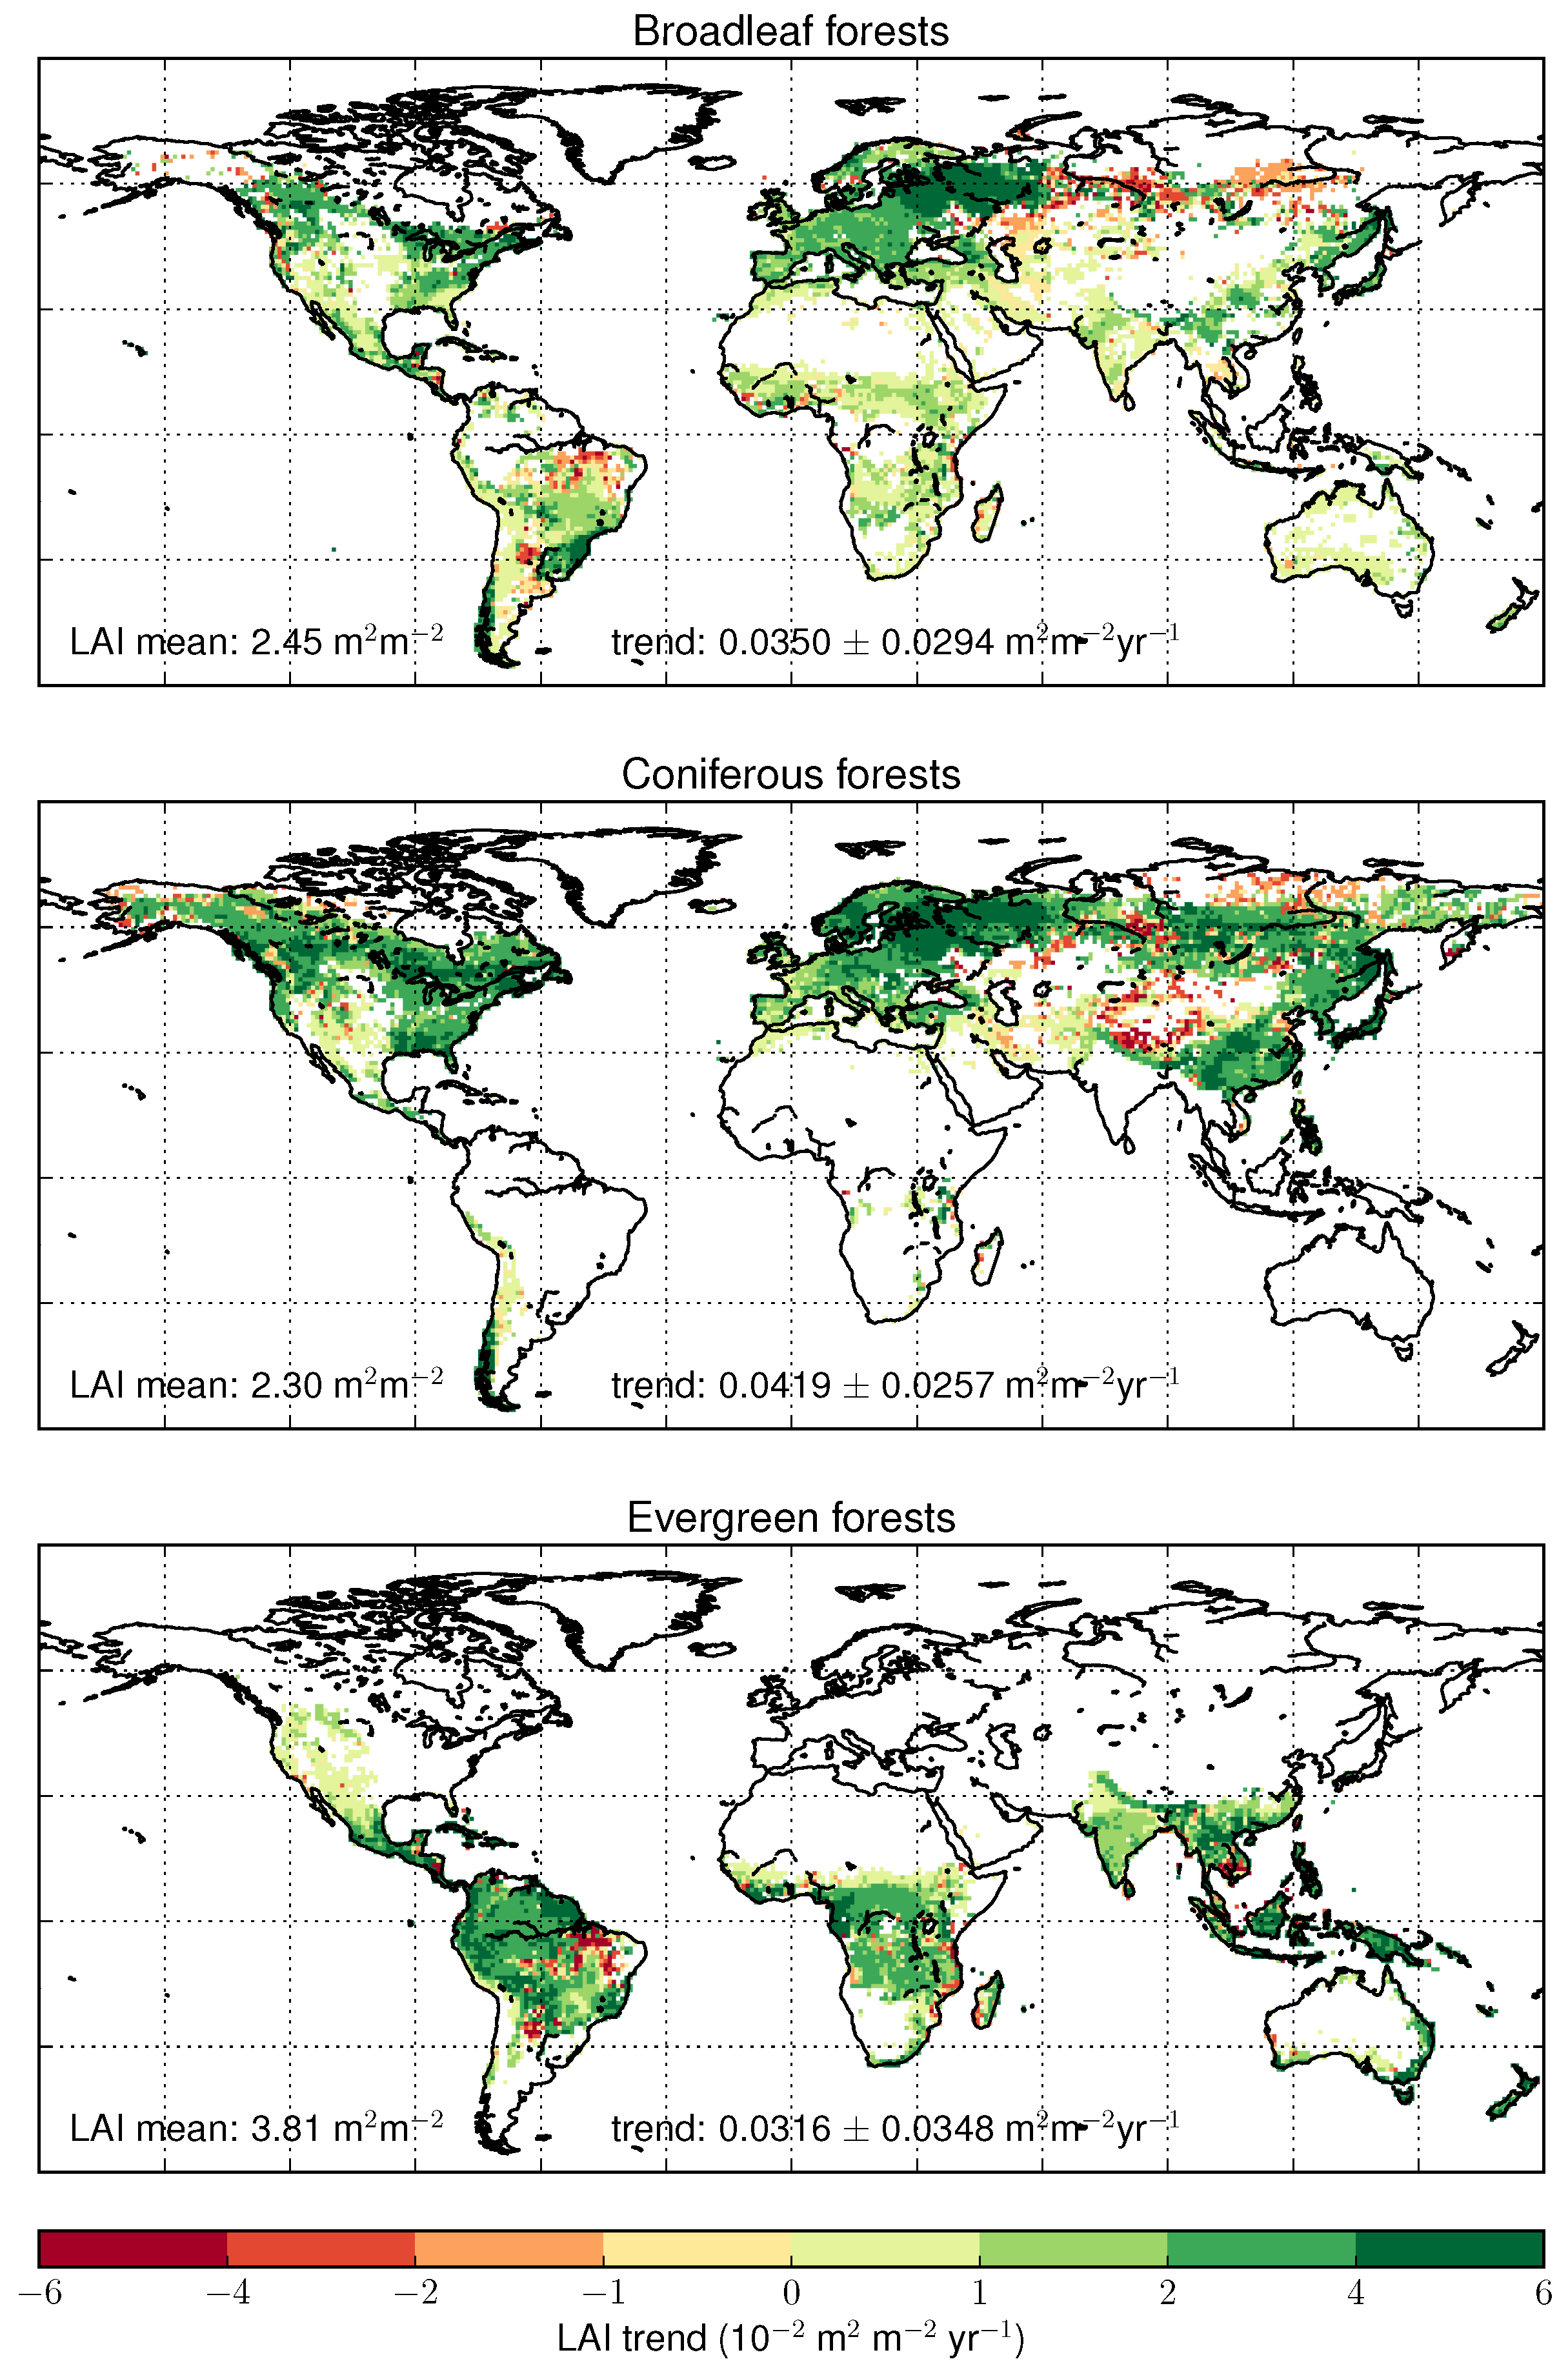 Broadleaf forests
LAI mean: 2.45 m²m⁻² trend: 0.0350 ± 0.0294 m²m⁻²yr⁻¹
Coniferous forests
LAI mean: 2.30 m²m⁻² trend: 0.0419 ± 0.0257 m²m⁻²yr⁻¹
Evergreen forests
LAI mean: 3.81 m²m⁻² trend: 0.0316 ± 0.0348 m²m⁻²yr⁻¹
−6 −4 −2 −1 0 1 2 4 6
LAI trend (10⁻² m² m⁻² yr⁻¹)